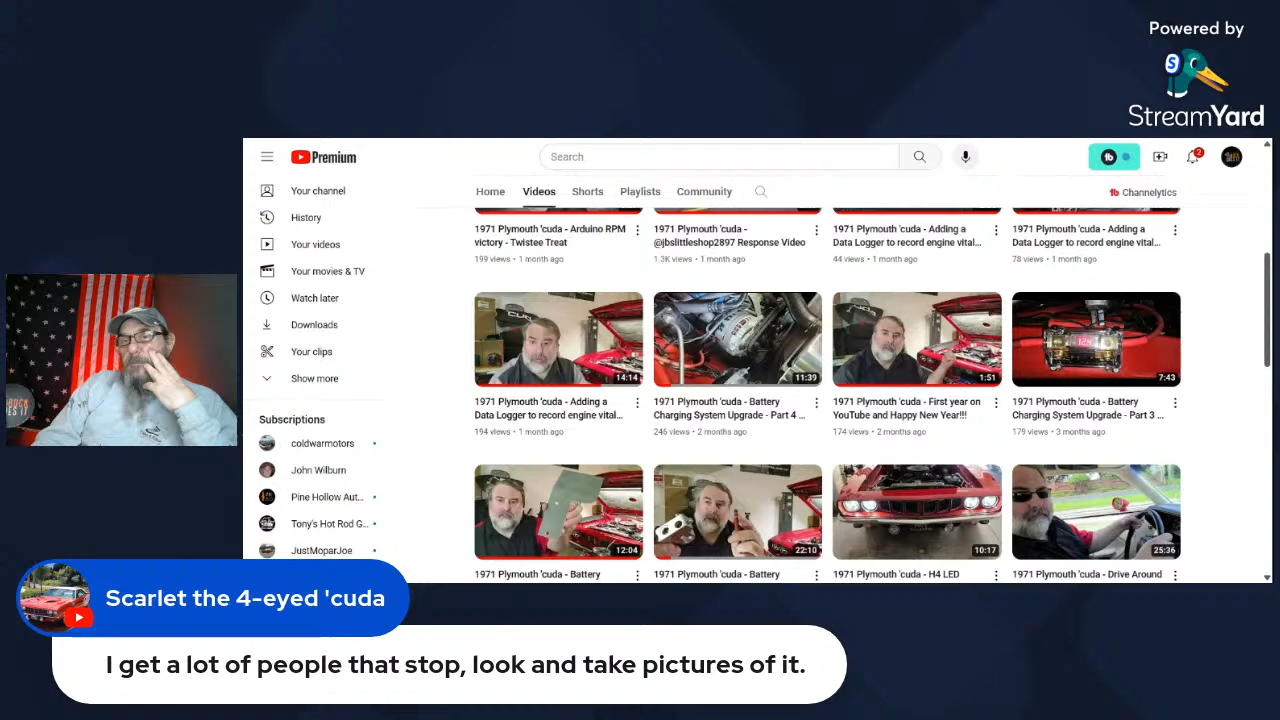 Powered by
StreamYard
Premium
Search
2
Your channel
History
Your videos
Your movies & TV
Watch later
Downloads
Your clips
Show more
Subscriptions
coldwarmotors
John Wilburn
Pine Hollow Aut...
Tony's Hot Rod G...
JustMoparJoe
Home Videos Shorts Playlists Community
Channelytics
1971 Plymouth 'cuda - Arduino RPM
victory - Twistee Treat
199 views • 1 month ago
1971 Plymouth 'cuda -
@jbslittleshop2897 Response Video
1.3K views • 1 month ago
1971 Plymouth 'cuda - Adding a
Data Logger to record engine vital...
44 views • 1 month ago
1971 Plymouth 'cuda - Adding a
Data Logger to record engine vital...
78 views • 1 month ago
14:14
1971 Plymouth 'cuda - Adding a
Data Logger to record engine vital...
194 views • 1 month ago
11:39
1971 Plymouth 'cuda - Battery
Charging System Upgrade - Part 4 ...
246 views • 2 months ago
1:51
1971 Plymouth 'cuda - First year on
YouTube and Happy New Year!!!
174 views • 2 months ago
7:43
1971 Plymouth 'cuda - Battery
Charging System Upgrade - Part 3 ...
179 views • 3 months ago
12:04
1971 Plymouth 'cuda - Battery
22:10
1971 Plymouth 'cuda - Battery
10:17
1971 Plymouth 'cuda - H4 LED
25:36
1971 Plymouth 'cuda - Drive Around
Scarlet the 4-eyed 'cuda
I get a lot of people that stop, look and take pictures of it.